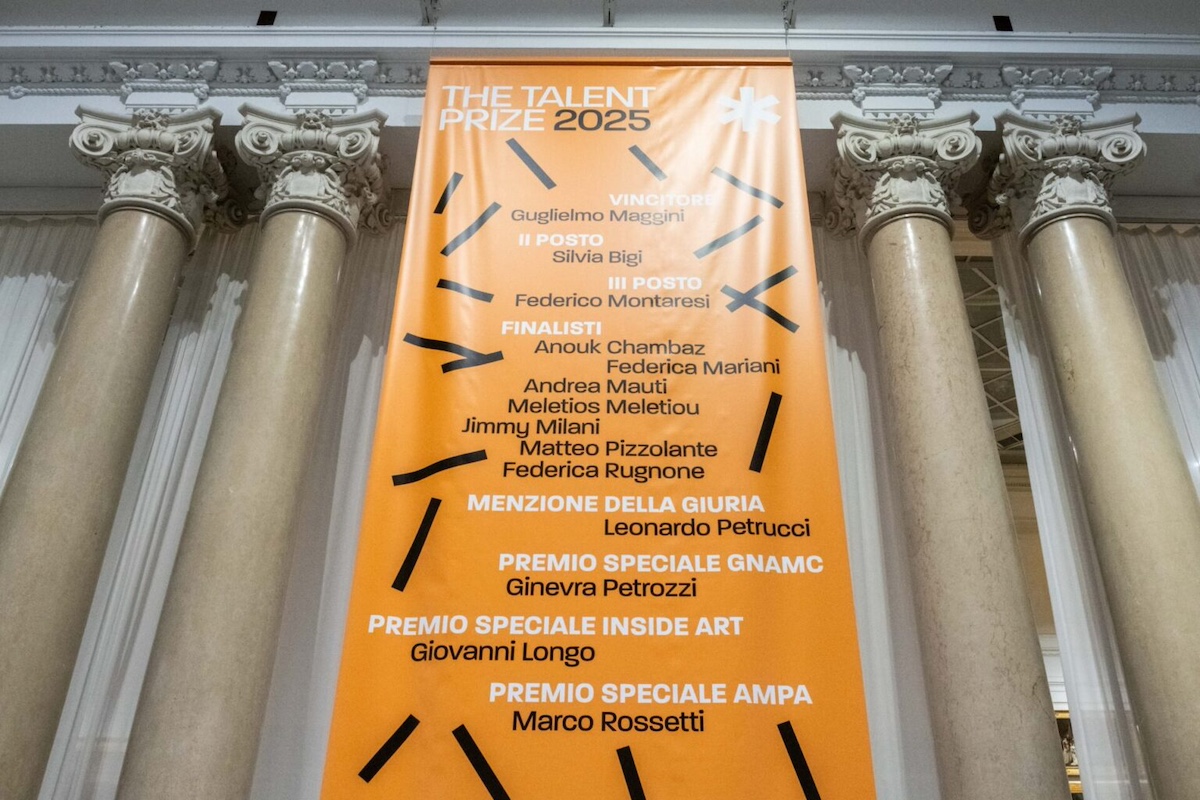 THE TALENT
PRIZE 2025
VINCITORE
Guglielmo Maggini
II POSTO
Silvia Bigi
III POSTO
Federico Montaresi
FINALISTI
Anouk Chambaz
Federica Mariani
Andrea Mauti
Meletios Meletiou
Jimmy Milani
Matteo Pizzolante
Federica Rugnone
MENZIONE DELLA GIURIA
Leonardo Petrucci
PREMIO SPECIALE GNAMC
Ginevra Petrozzi
PREMIO SPECIALE INSIDE ART
Giovanni Longo
PREMIO SPECIALE AMPA
Marco Rossetti